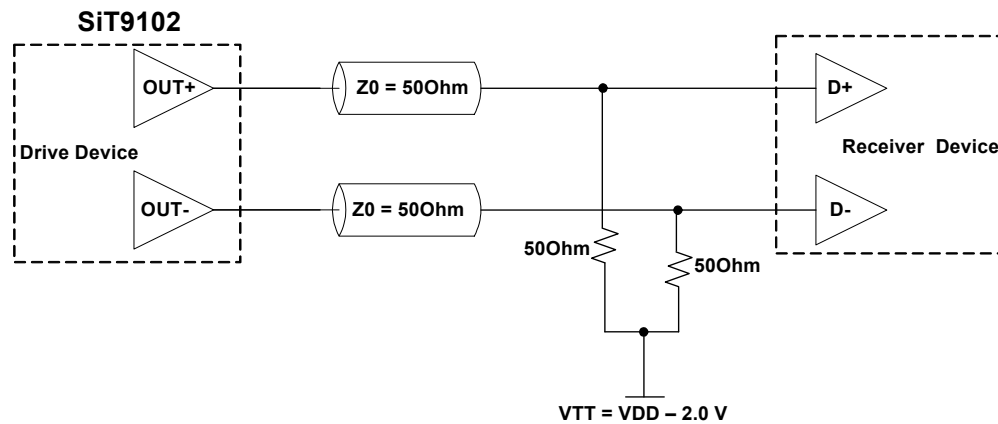 SiT9102
OUT+
Z0 = 50Ohm
D+
Drive Device
Receiver Device
OUT-
Z0 = 50Ohm
D-
50Ohm
50Ohm
VTT = VDD – 2.0 V